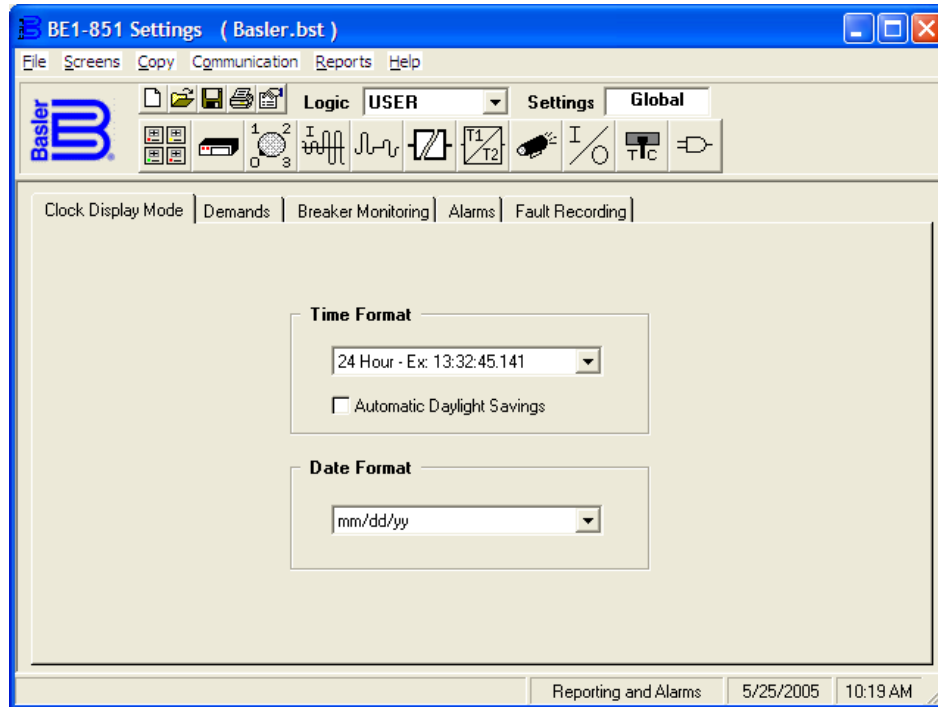 BE1-851 Settings ( Basler.bst )
File Screens Copy Communication Reports Help
Basler
Logic USER Settings Global
1 2 0 3 I T1 T2 I O T C
Clock Display Mode Demands Breaker Monitoring Alarms Fault Recording
Time Format
24 Hour - Ex: 13:32:45.141
Automatic Daylight Savings
Date Format
mm/dd/yy
Reporting and Alarms 5/25/2005 10:19 AM